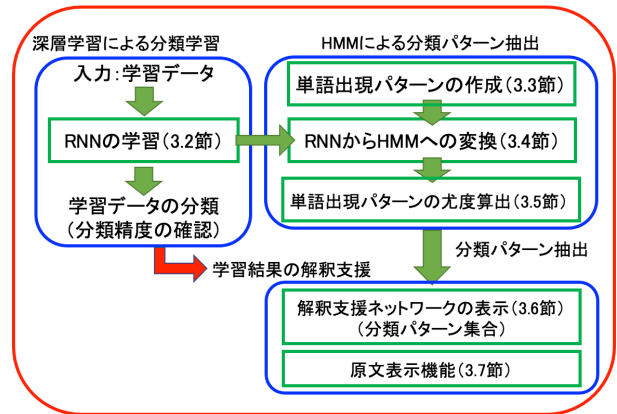 深層学習による分類学習
入力：学習データ
RNNの学習（3.2節）
学習データの分類
（分類精度の確認）
学習結果の解釈支援
HMMによる分類パターン抽出
単語出現パターンの作成（3.3節）
RNNからHMMへの変換（3.4節）
単語出現パターンの尤度算出（3.5節）
分類パターン抽出
解釈支援ネットワークの表示（3.6節）
（分類パターン集合）
原文表示機能（3.7節）